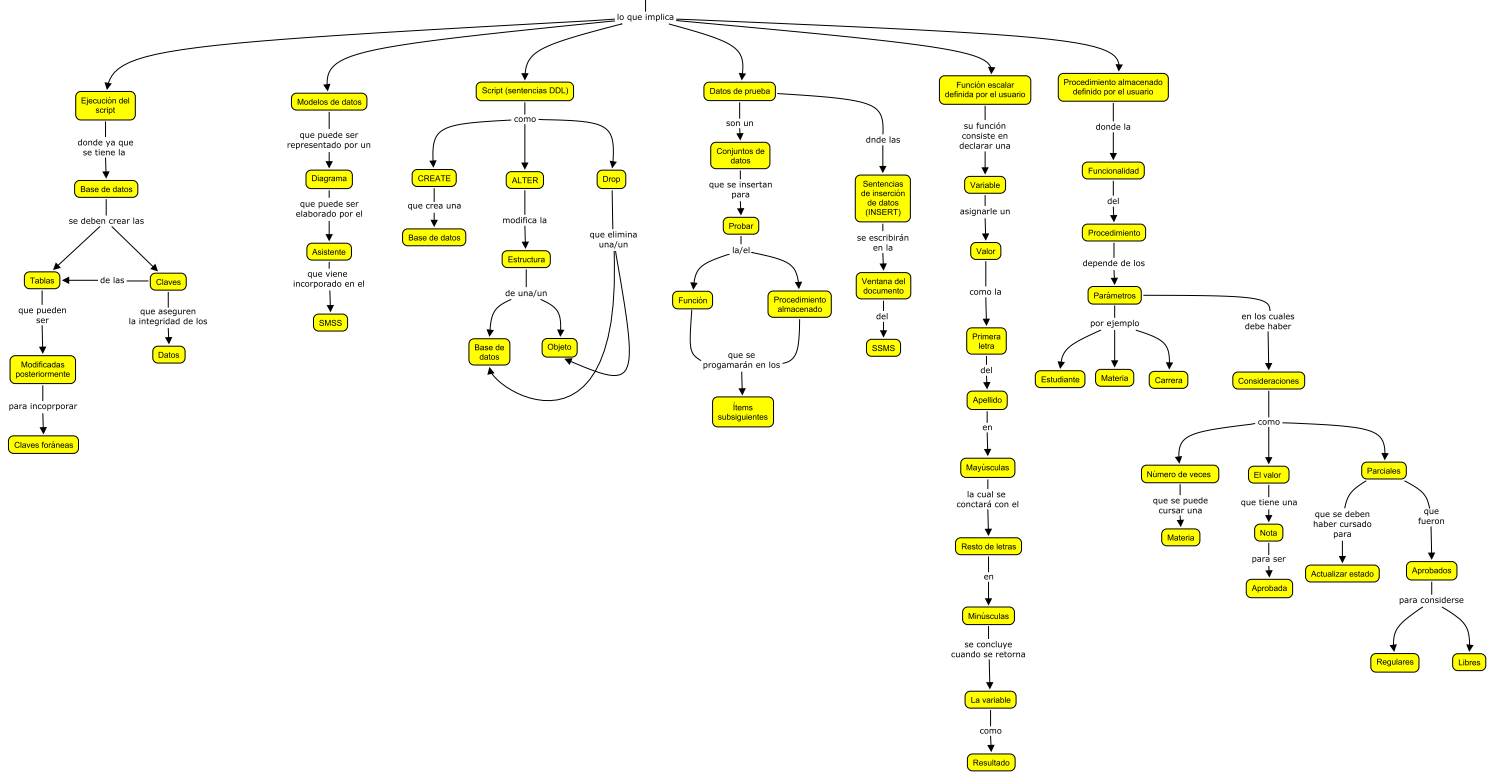 lo que implica
Ejecución del
script
donde ya que
se tiene la
Base de datos
se deben crear las
Tablas
de las
Claves
que pueden
ser
que aseguren
la integridad de los
Modificadas
posteriormente
Datos
para incoprporar
Claves foráneas
Modelos de datos
que puede ser
representado por un
Diagrama
que puede ser
elaborado por el
Asistente
que viene
incorporado en el
SMSS
Script (sentencias DDL)
como
CREATE
que crea una
Base de datos
ALTER
modifica la
Estructura
de una/un
Base de
datos
Objeto
Drop
que elimina
una/un
Datos de prueba
son un
Conjuntos de
datos
que se insertan
para
Probar
la/el
Función
Procedimiento
almacenado
que se
progamarán en los
Ítems
subsiguientes
dnde las
Sentencias
de inserción
de datos
(INSERT)
se escribirán
en la
Ventana del
documento
del
SSMS
Función escalar
definida por el usuario
su función
consiste en
declarar una
Variable
asignarle un
Valor
como la
Primera
letra
del
Apellido
en
Mayúsculas
la cual se
conctará con el
Resto de letras
en
Minúsculas
se concluye
cuando se retorna
La variable
como
Resultado
Procedimiento almacenado
definido por el usuario
donde la
Funcionalidad
del
Procedimiento
depende de los
Parámetros
por ejemplo
Estudiante
Materia
Carrera
en los cuales
debe haber
Consideraciones
como
Número de veces
que se puede
cursar una
Materia
El valor
que tiene una
Nota
para ser
Aprobada
Parciales
que se deben
haber cursado
para
Actualizar estado
que
fueron
Aprobados
para considerse
Regulares
Libres